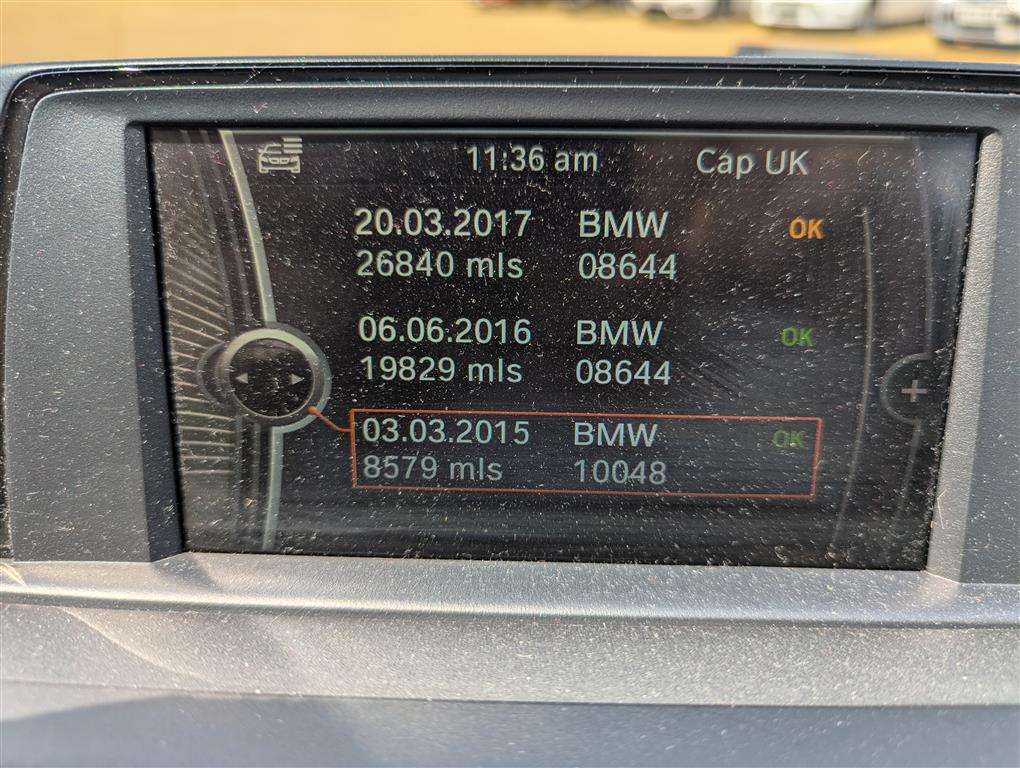 11:36 am Cap UK
20.03.2017 BMW OK
26840 mls 08644
06.06.2016 BMW OK
19829 mls 08644
03.03.2015 BMW OK
8579 mls 10048
+